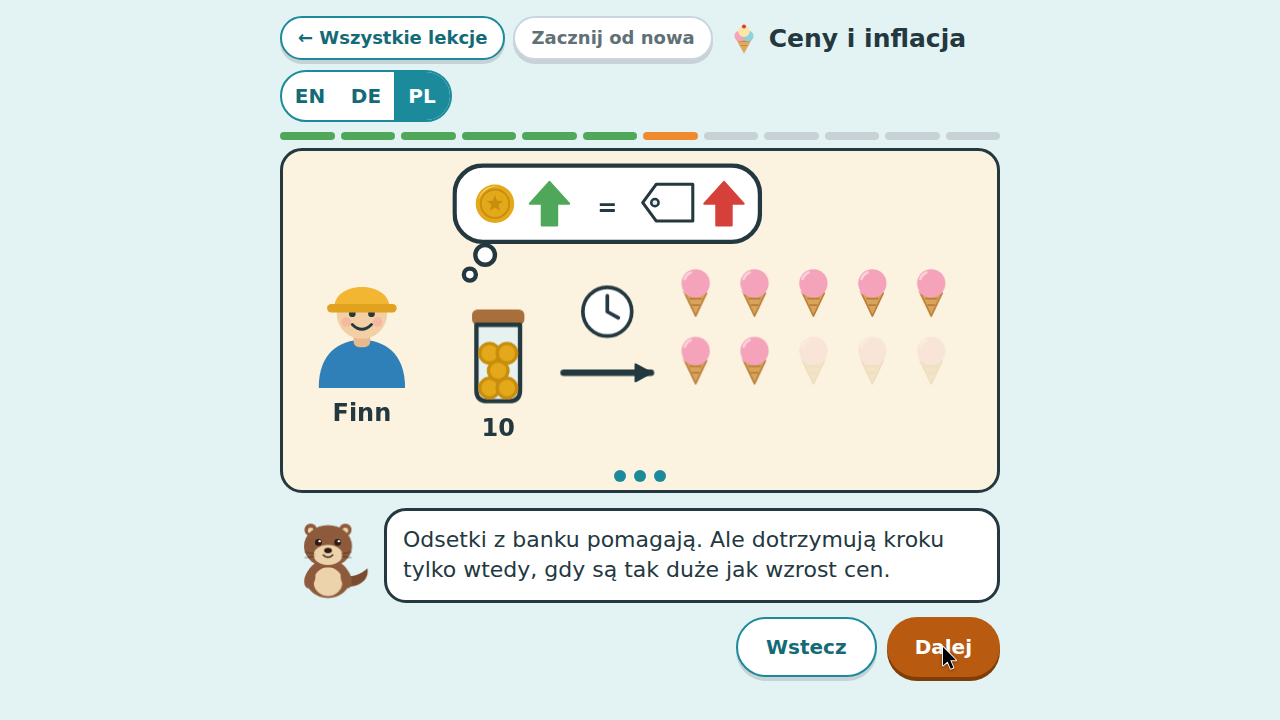 ← Wszystkie lekcje
Zacznij od nowa
Ceny i inflacja
EN DE PL
=
Finn
10
Odsetki z banku pomagają. Ale dotrzymują kroku
tylko wtedy, gdy są tak duże jak wzrost cen.
Wstecz
Dalej